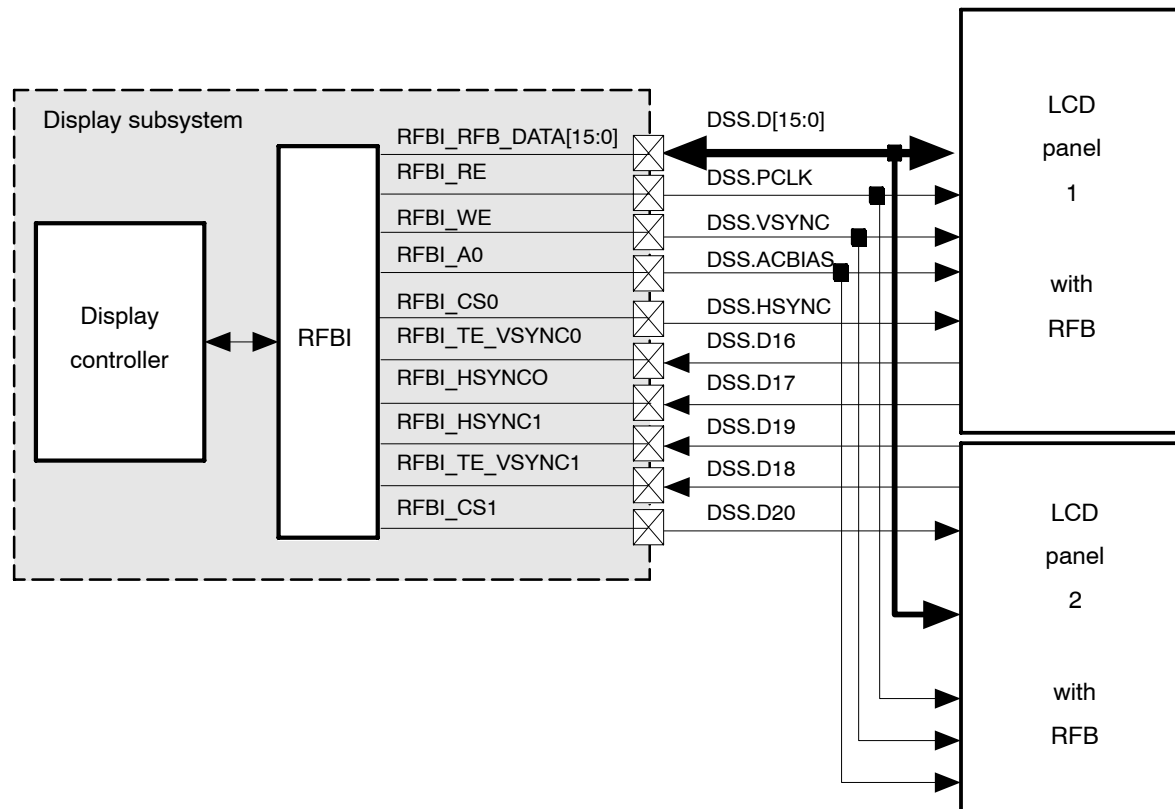 Display subsystem
Display
controller
RFBI
RFBI_RFB_DATA[15:0]
RFBI_RE
RFBI_WE
RFBI_A0
RFBI_CS0
RFBI_TE_VSYNC0
RFBI_HSYNCO
RFBI_HSYNC1
RFBI_TE_VSYNC1
RFBI_CS1
DSS.D[15:0]
DSS.PCLK
DSS.VSYNC
DSS.ACBIAS
DSS.HSYNC
DSS.D16
DSS.D17
DSS.D19
DSS.D18
DSS.D20
LCD
panel
1
with
RFB
LCD
panel
2
with
RFB